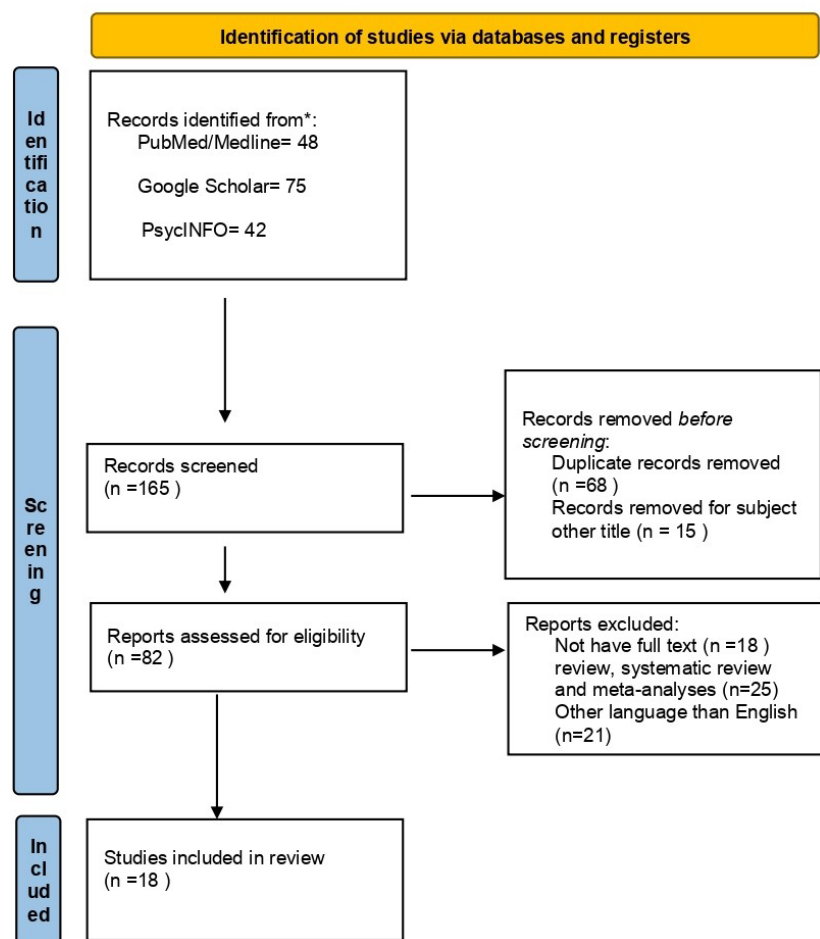 Identification of studies via databases and registers
Id
en
tifi
ca
tio
n
Records identified from*:
PubMed/Medline= 48
Google Scholar= 75
PsycINFO= 42
Sc
re
en
in
g
Records screened
(n =165 )
Records removed before
screening:
Duplicate records removed
(n =68 )
Records removed for subject
other title (n = 15 )
Reports assessed for eligibility
(n =82 )
Reports excluded:
Not have full text (n =18 )
review, systematic review
and meta-analyses (n=25)
Other language than English
(n=21)
In
cl
ud
ed
Studies included in review
(n =18 )